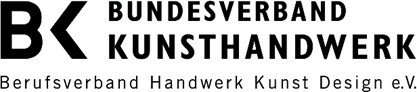 BK BUNDESVERBAND
KUNSTHANDWERK
Berufsverband Handwerk Kunst Design e.V.